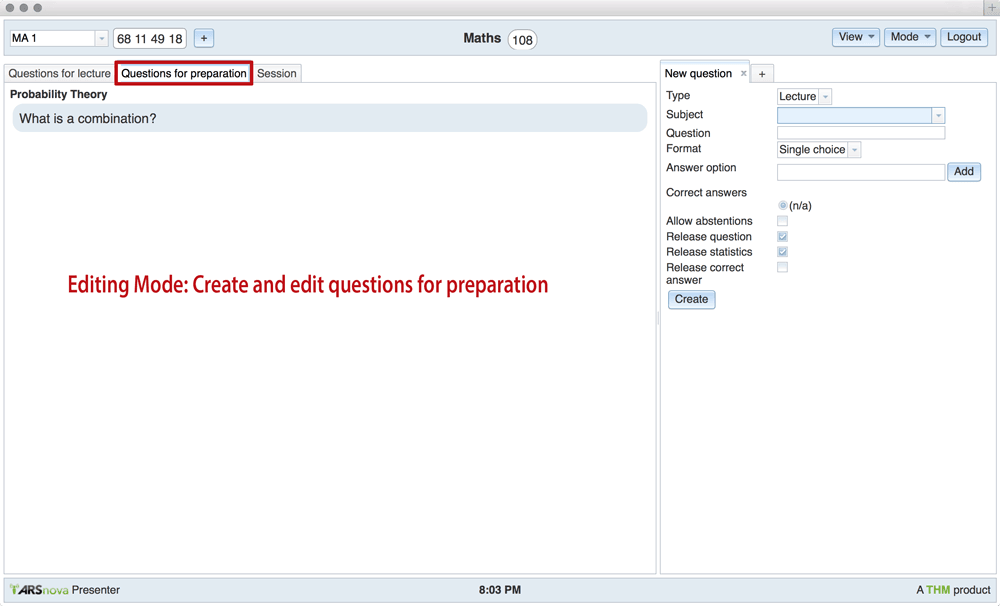 MA 1
68 11 49 18
+
Maths 108
View
Mode
Logout
Questions for lecture
Questions for preparation
Session
Probability Theory
What is a combination?
Editing Mode: Create and edit questions for preparation
New question x
+
Type
Lecture
Subject
Question
Format
Single choice
Answer option
Add
Correct answers
(n/a)
Allow abstentions
Release question
Release statistics
Release correct
answer
Create
ARSnova Presenter
8:03 PM
A THM product